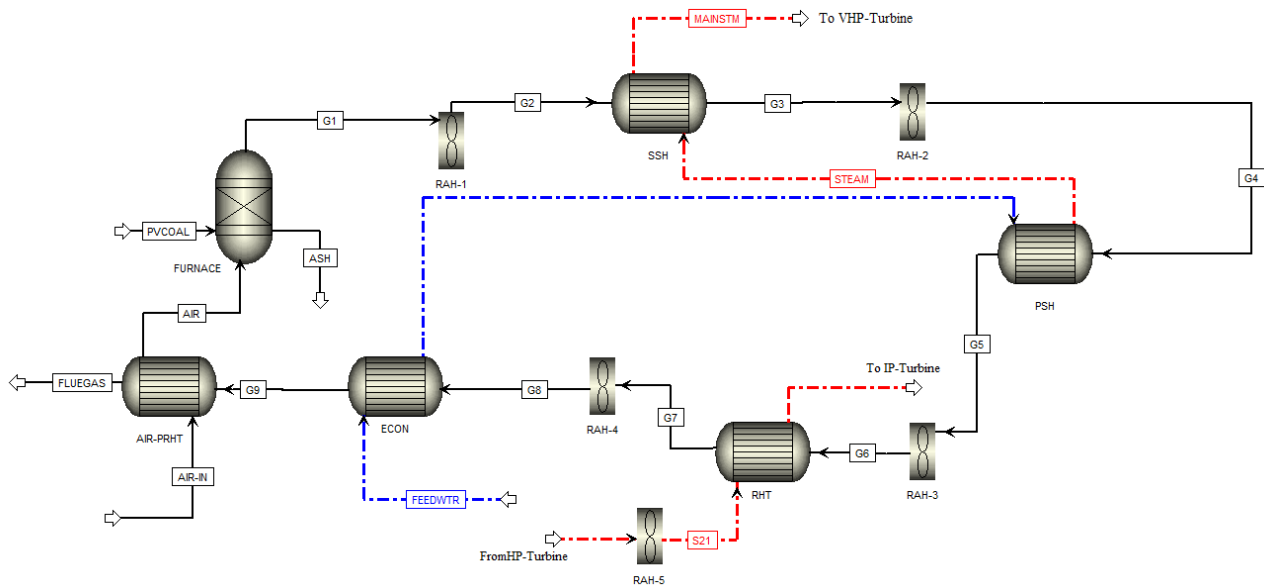 MAINSTM
To VHP-Turbine
G1
G2
G3
RAH-1
SSH
RAH-2
STEAM
G4
PVCOAL
FURNACE
ASH
PSH
AIR
G5
FLUEGAS
G9
G8
G7
To IP-Turbine
AIR-PRHT
ECON
RAH-4
G6
RAH-3
RHT
AIR-IN
FEEDWTR
FromHP-Turbine
S21
RAH-5